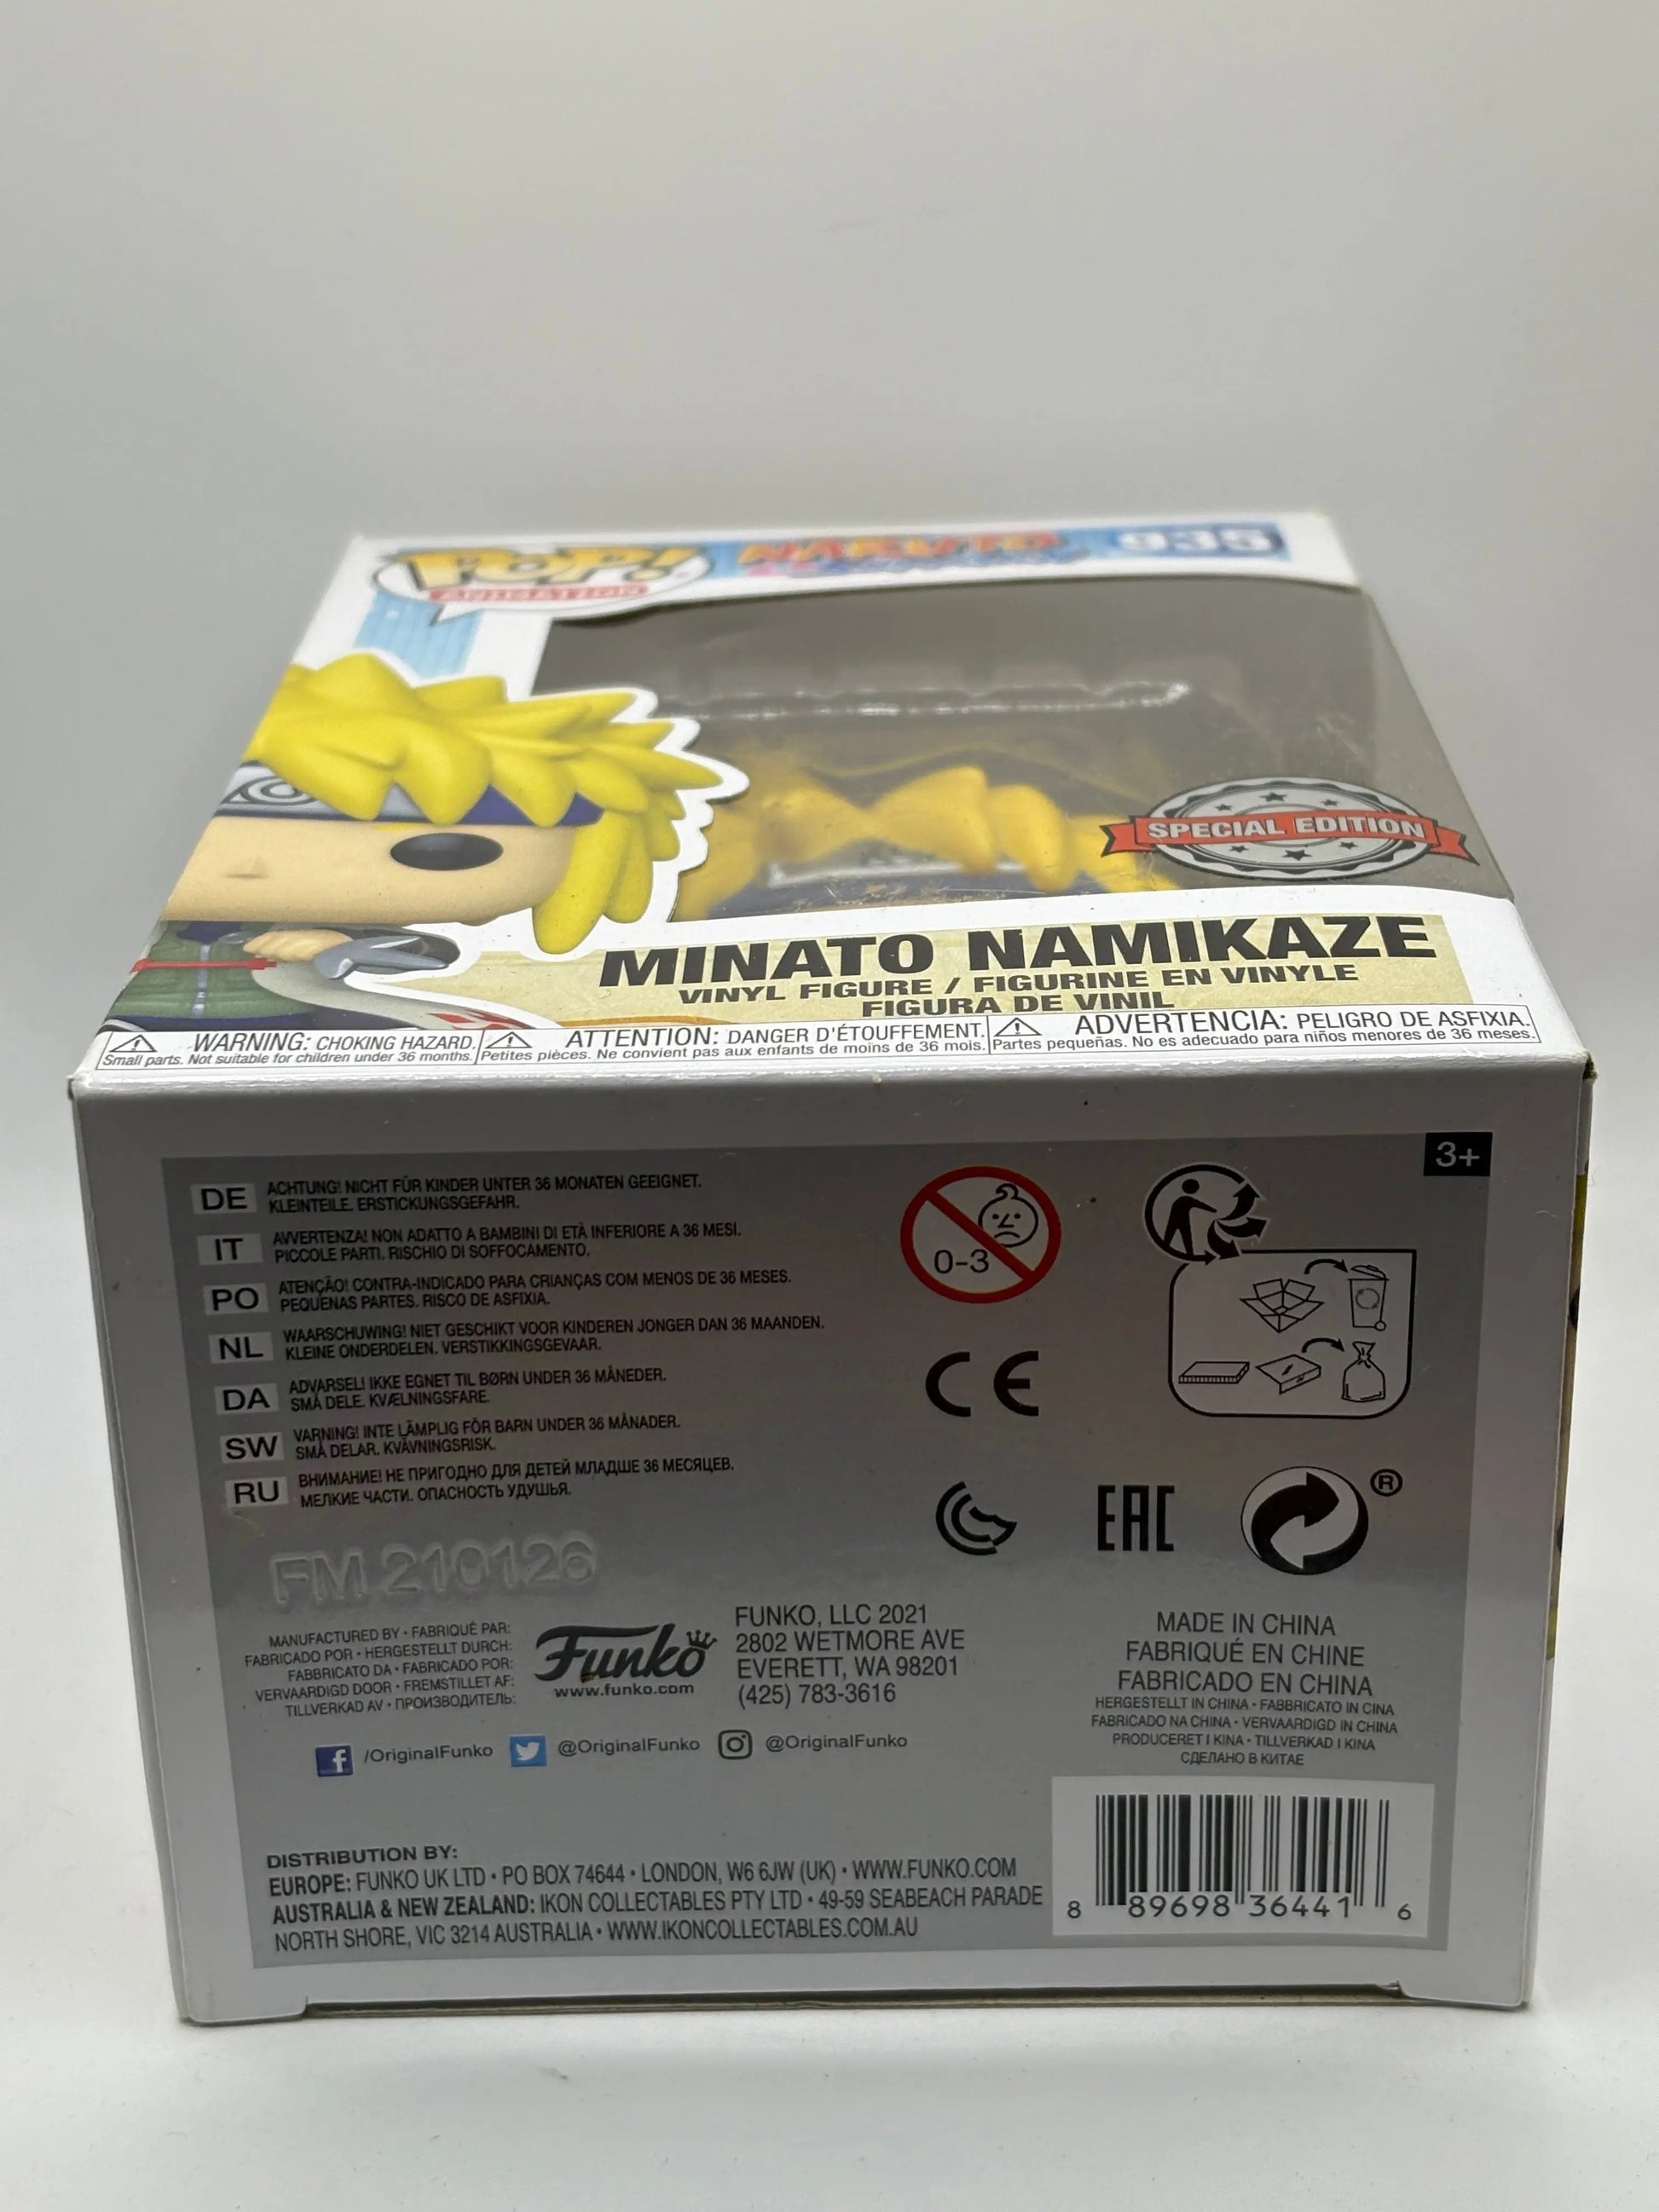 POP!
ANIMATION
NARUTO
935
SPECIAL EDITION
MINATO NAMIKAZE
VINYL FIGURE / FIGURINE EN VINYLE
FIGURA DE VINIL
WARNING: CHOKING HAZARD.
Small parts. Not suitable for children under 36 months.
ATTENTION: DANGER D'ÉTOUFFEMENT.
Petites pièces. Ne convient pas aux enfants de moins de 36 mois.
ADVERTENCIA: PELIGRO DE ASFIXIA.
Partes pequeñas. No es adecuado para niños menores de 36 meses.
3+
DE ACHTUNG! NICHT FÜR KINDER UNTER 36 MONATEN GEEIGNET.
KLEINTEILE. ERSTICKUNGSGEFAHR.
IT AVVERTENZA! NON ADATTO A BAMBINI DI ETÀ INFERIORE A 36 MESI.
PICCOLE PARTI. RISCHIO DI SOFFOCAMENTO.
PO ATENÇÃO! CONTRA-INDICADO PARA CRIANÇAS COM MENOS DE 36 MESES.
PEQUENAS PARTES. RISCO DE ASFIXIA.
NL WAARSCHUWING! NIET GESCHIKT VOOR KINDEREN JONGER DAN 36 MAANDEN.
KLEINE ONDERDELEN. VERSTIKKINGSGEVAAR.
DA ADVARSEL! IKKE EGNET TIL BØRN UNDER 36 MÅNEDER.
SMÅ DELE. KVÆLNINGSFARE.
SW VARNING! INTE LÄMPLIG FÖR BARN UNDER 36 MÅNADER.
SMÅ DELAR. KVÄVNINGSRISK.
RU ВНИМАНИЕ! НЕ ПРИГОДНО ДЛЯ ДЕТЕЙ МЛАДШЕ 36 МЕСЯЦЕВ.
МЕЛКИЕ ЧАСТИ. ОПАСНОСТЬ УДУШЬЯ.
0-3
CE
EAC
®
FM 210126
MANUFACTURED BY • FABRIQUÉ PAR:
FABRICADO POR • HERGESTELLT DURCH:
FABBRICATO DA • FABRICADO POR:
VERVAARDIGD DOOR • FREMSTILLET AF:
TILLVERKAD AV • ПРОИЗВОДИТЕЛЬ:
Funko
www.funko.com
FUNKO, LLC 2021
2802 WETMORE AVE
EVERETT, WA 98201
(425) 783-3616
MADE IN CHINA
FABRIQUÉ EN CHINE
FABRICADO EN CHINA
HERGESTELLT IN CHINA • FABBRICATO IN CINA
FABRICADO NA CHINA • VERVAARDIGD IN CHINA
PRODUCERET I KINA • TILLVERKAD I KINA
СДЕЛАНО В КИТАЕ
f /OriginalFunko @OriginalFunko @OriginalFunko
DISTRIBUTION BY:
EUROPE: FUNKO UK LTD • PO BOX 74644 • LONDON, W6 6JW (UK) • WWW.FUNKO.COM
AUSTRALIA & NEW ZEALAND: IKON COLLECTABLES PTY LTD • 49-59 SEABEACH PARADE
NORTH SHORE, VIC 3214 AUSTRALIA • WWW.IKONCOLLECTABLES.COM.AU
8 89698 36441 6